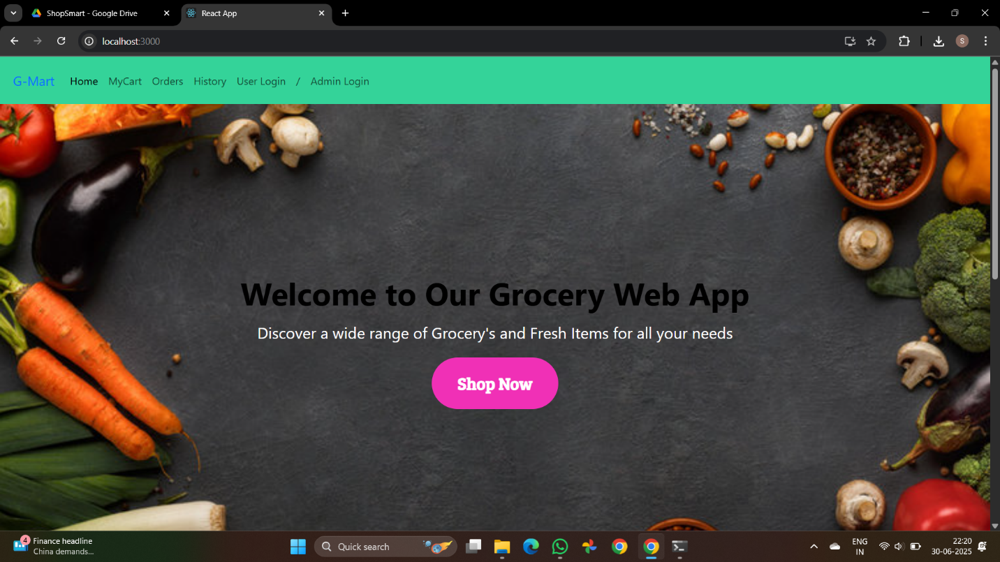 ShopSmart - Google Drive
React App
localhost:3000
S
G-Mart Home MyCart Orders History User Login / Admin Login
Welcome to Our Grocery Web App
Discover a wide range of Grocery's and Fresh Items for all your needs
Shop Now
4
Finance headline
China demands...
Quick search
ENG
IN
22:20
30-06-2025